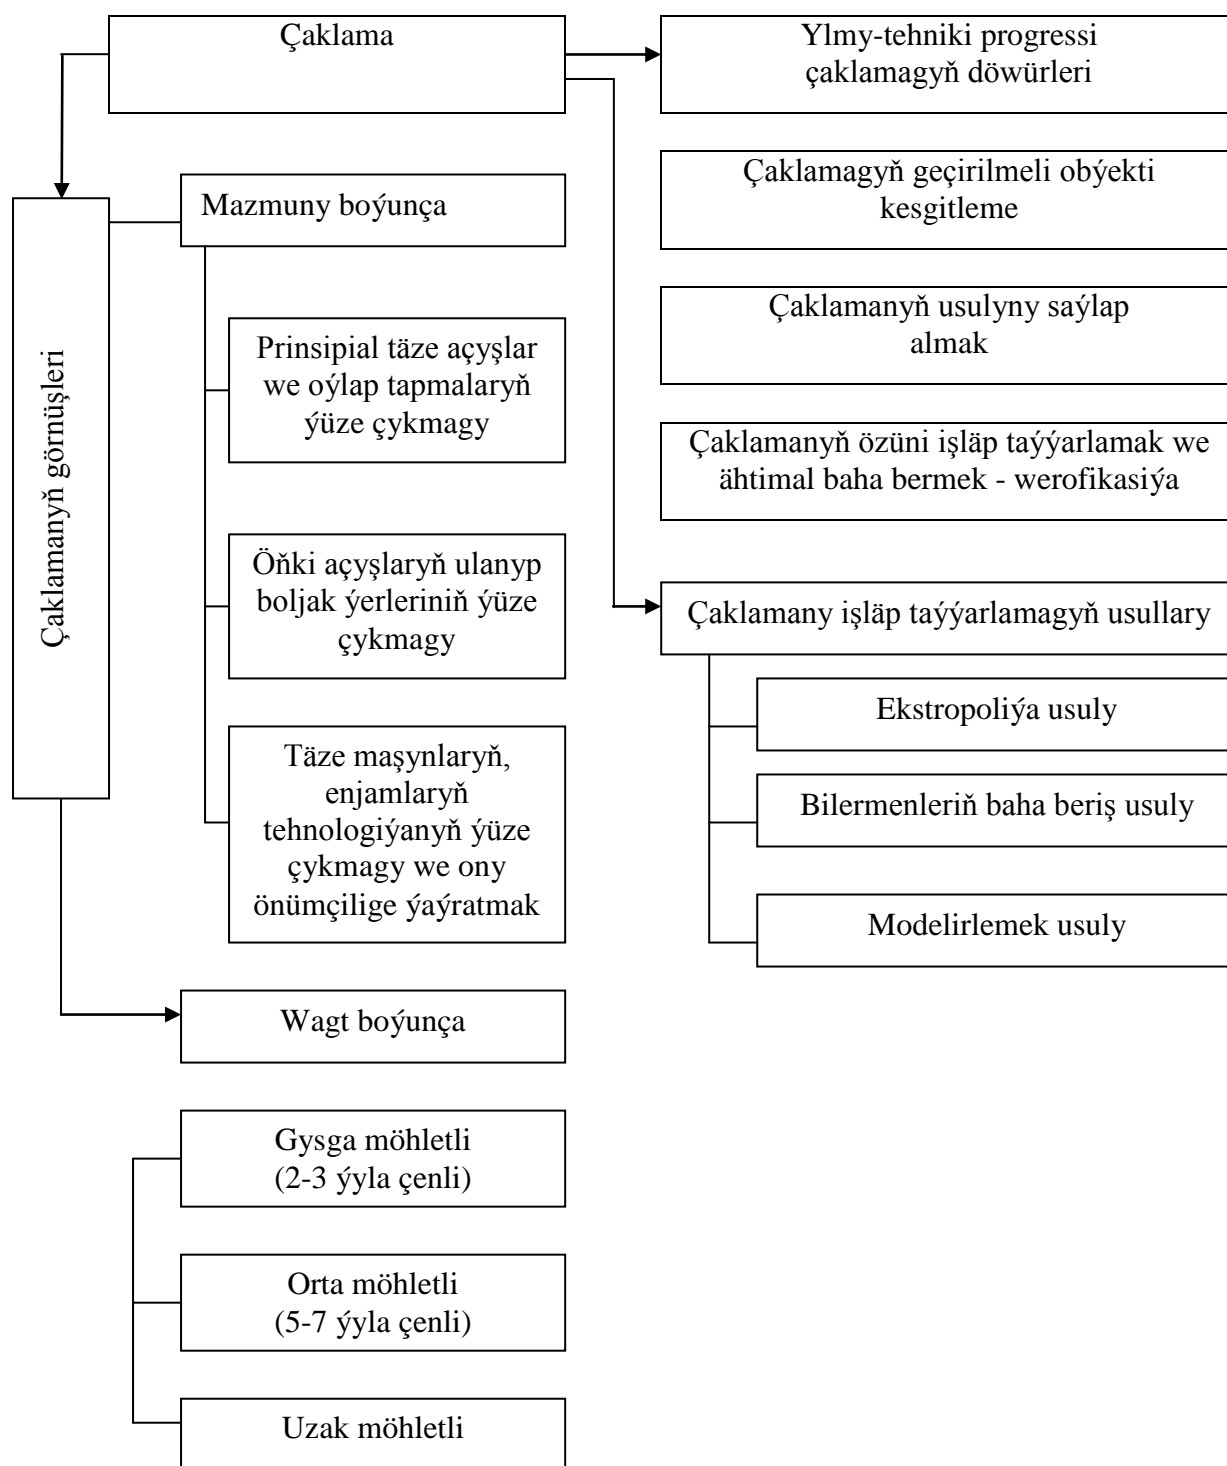 Çaklama
Ylmy-tehniki progressi
çaklamagyň döwürleri
Çaklamagyň geçirilmeli obýekti
kesgitleme
Çaklamanyň usulyny saýlap
almak
Çaklamanyň özüni işläp taýýarlamak we
ähtimal baha bermek - werofikasiýa
Çaklamany işläp taýýarlamagyň usullary
Ekstropoliýa usuly
Bilermenleriň baha beriş usuly
Modelirlemek usuly
Çaklamanyň görnüşleri
Mazmuny boýunça
Prinsipial täze açyşlar
we oýlap tapmalaryň
ýüze çykmagy
Öňki açyşlaryň ulanyp
boljak ýerleriniň ýüze
çykmagy
Täze maşynlaryň,
enjamlaryň
tehnologiýanyň ýüze
çykmagy we ony
önümçilige ýaýratmak
Wagt boýunça
Gysga möhletli
(2-3 ýyla çenli)
Orta möhletli
(5-7 ýyla çenli)
Uzak möhletli